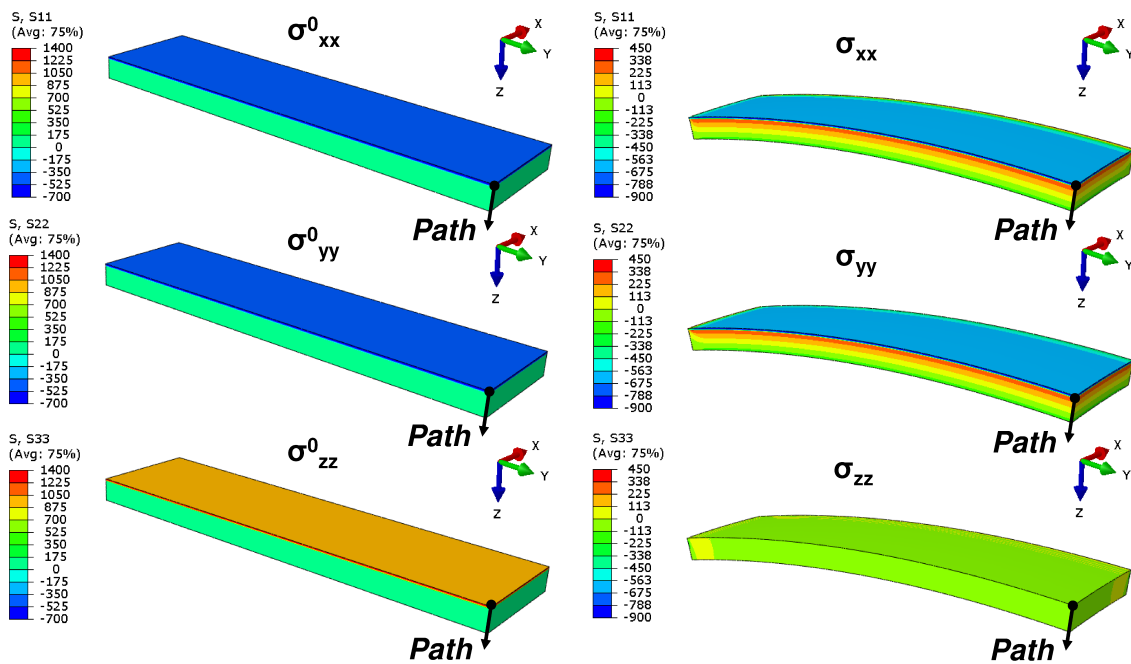 S, S11
(Avg: 75%)
1400
1225
1050
875
700
525
350
175
0
-175
-350
-525
-700
σ⁰xx
X
Y
Z
Path
S, S11
(Avg: 75%)
450
338
225
113
0
-113
-225
-338
-450
-563
-675
-788
-900
σxx
X
Y
Z
Path
S, S22
(Avg: 75%)
1400
1225
1050
875
700
525
350
175
0
-175
-350
-525
-700
σ⁰yy
X
Y
Z
Path
S, S22
(Avg: 75%)
450
338
225
113
0
-113
-225
-338
-450
-563
-675
-788
-900
σyy
X
Y
Z
Path
S, S33
(Avg: 75%)
1400
1225
1050
875
700
525
350
175
0
-175
-350
-525
-700
σ⁰zz
X
Y
Z
Path
S, S33
(Avg: 75%)
450
338
225
113
0
-113
-225
-338
-450
-563
-675
-788
-900
σzz
X
Y
Z
Path